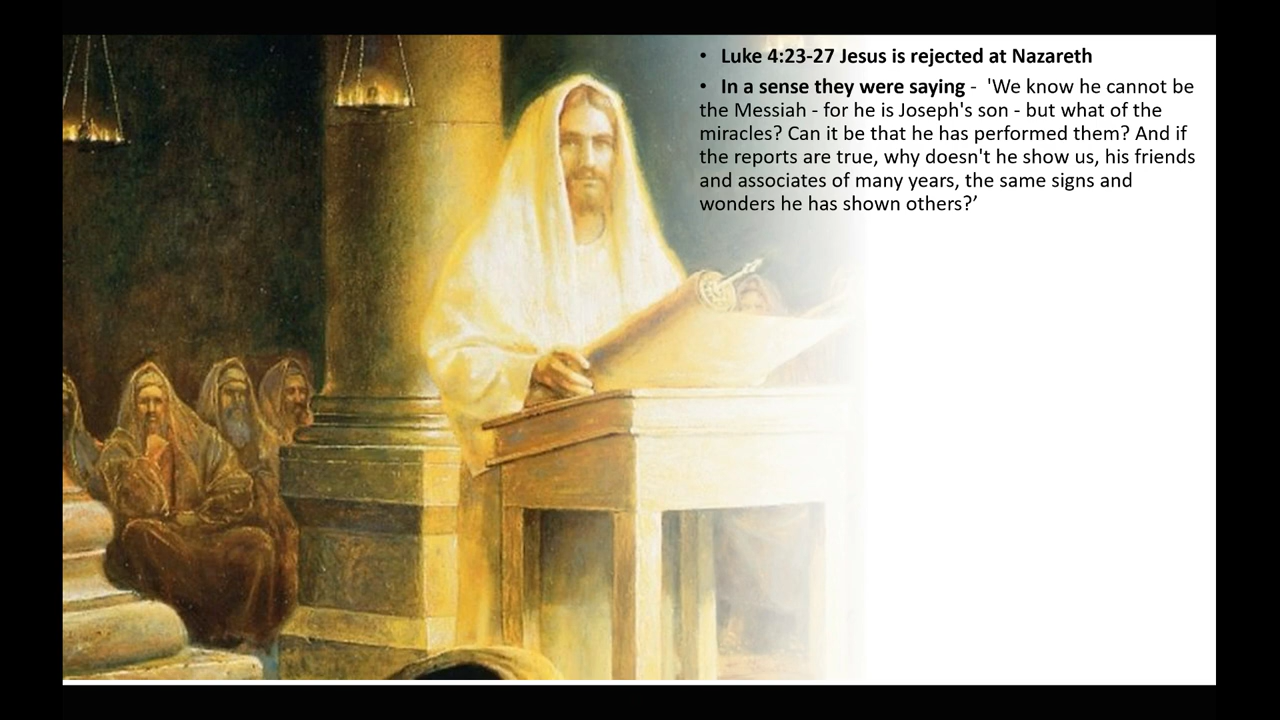 • Luke 4:23-27 Jesus is rejected at Nazareth
• In a sense they were saying - 'We know he cannot be
the Messiah - for he is Joseph's son - but what of the
miracles? Can it be that he has performed them? And if
the reports are true, why doesn't he show us, his friends
and associates of many years, the same signs and
wonders he has shown others?’